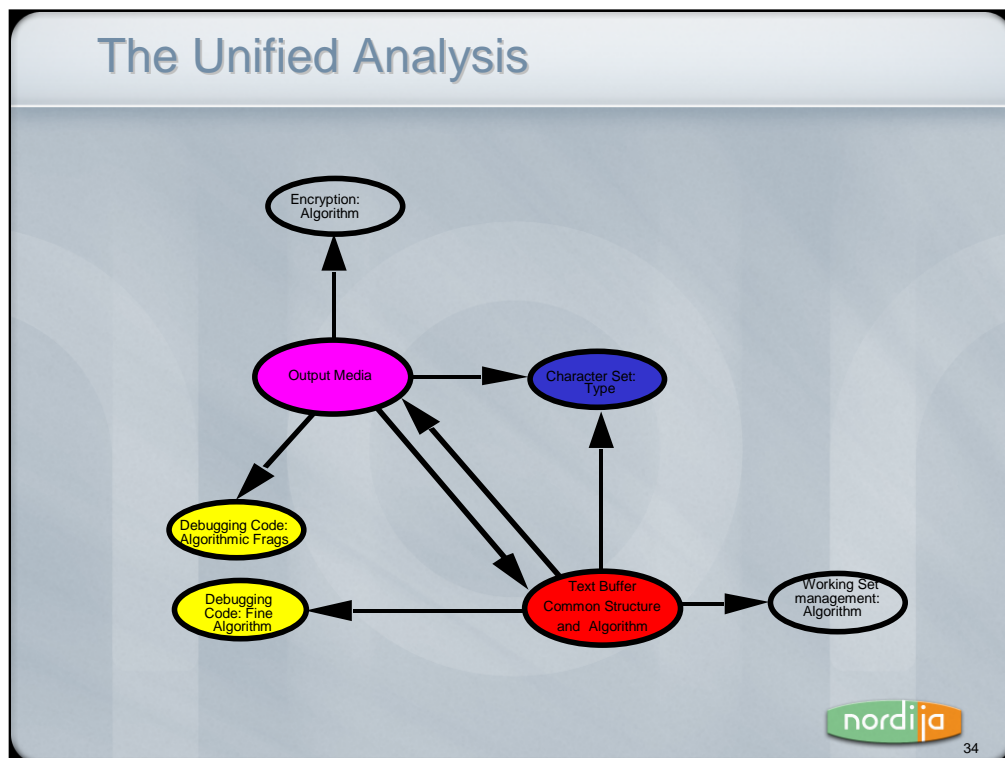 The Unified Analysis
Encryption:
Algorithm
Output Media
Character Set:
Type
Debugging Code:
Algorithmic Frags
Debugging
Code: Fine
Algorithm
Text Buffer
Common Structure
and Algorithm
Working Set
management:
Algorithm
nordija
34